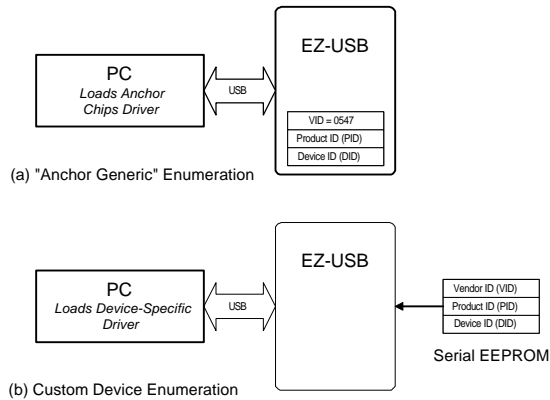 EZ-USB
PC
Loads Anchor
Chips Driver
USB
VID = 0547
Product ID (PID)
Device ID (DID)
(a) "Anchor Generic" Enumeration
EZ-USB
PC
Loads Device-Specific
Driver
USB
Vendor ID (VID)
Product ID (PID)
Device ID (DID)
Serial EEPROM
(b) Custom Device Enumeration